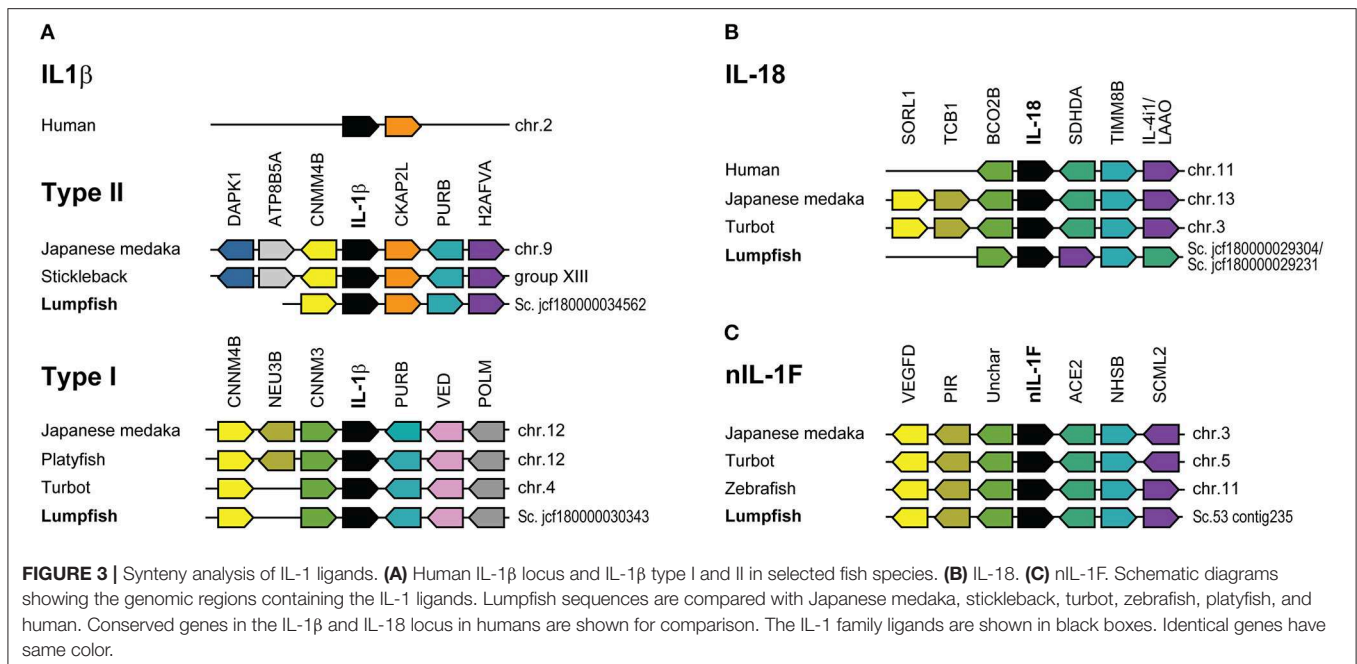 A
IL1β
Human
chr.2
Type II
DAPK1
ATP8B5A
CNMM4B
IL-1β
CKAP2L
PURB
H2AFVA
Japanese medaka
chr.9
Stickleback
group XIII
Lumpfish
Sc. jcf180000034562
Type I
CNNM4B
NEU3B
CNNM3
IL-1β
PURB
VED
POLM
Japanese medaka
chr.12
Platyfish
chr.12
Turbot
chr.4
Lumpfish
Sc. jcf180000030343
B
IL-18
SORL1
TCB1
BCO2B
IL-18
SDHDA
TIMM8B
IL-4i1/
LAAO
Human
chr.11
Japanese medaka
chr.13
Turbot
chr.3
Lumpfish
Sc. jcf180000029304/
Sc. jcf180000029231
C
nIL-1F
VEGFD
PIR
Unchar
nIL-1F
ACE2
NHSB
SCML2
Japanese medaka
chr.3
Turbot
chr.5
Zebrafish
chr.11
Lumpfish
Sc.53 contig235
FIGURE 3 | Synteny analysis of IL-1 ligands. (A) Human IL-1β locus and IL-1β type I and II in selected fish species. (B) IL-18. (C) nIL-1F. Schematic diagrams
showing the genomic regions containing the IL-1 ligands. Lumpfish sequences are compared with Japanese medaka, stickleback, turbot, zebrafish, platyfish, and
human. Conserved genes in the IL-1β and IL-18 locus in humans are shown for comparison. The IL-1 family ligands are shown in black boxes. Identical genes have
same color.